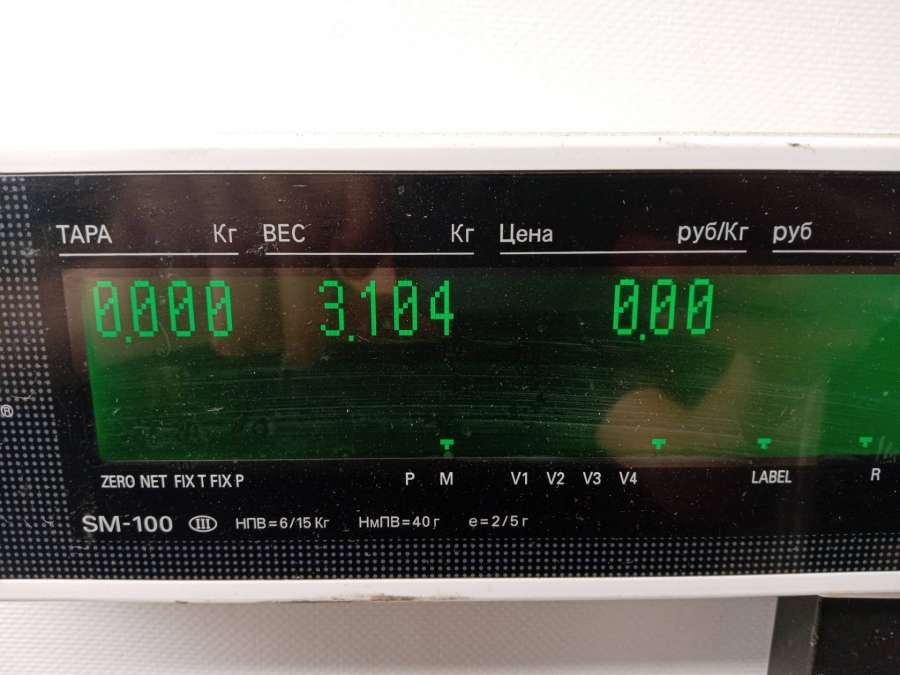 ТАРА Кг ВЕС Кг Цена руб/Кг руб
0.000 3.104 0.00
®
ZERO NET FIX T FIX P P M V1 V2 V3 V4 LABEL R
SM-100 III НПВ=6/15 Кг НмПВ=40 г e=2/5 г